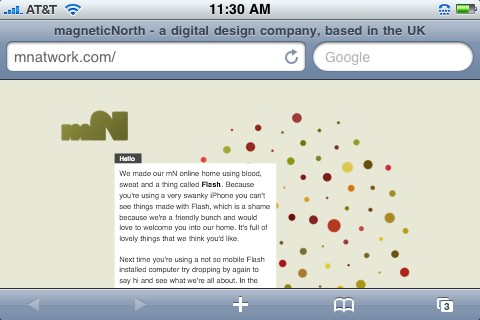 AT&T 11:30 AM
magneticNorth - a digital design company, based in the UK
mnatwork.com/ Google
mN
Hello
We made our mN online home using blood,
sweat and a thing called Flash. Because
you're using a very swanky iPhone you can't
see things made with Flash, which is a shame
because we're a friendly bunch and would
love to welcome you into our home. It's full of
lovely things that we think you'd like.
Next time you're using a not so mobile Flash
installed computer try dropping by again to
say hi and see what we're all about. In the
3